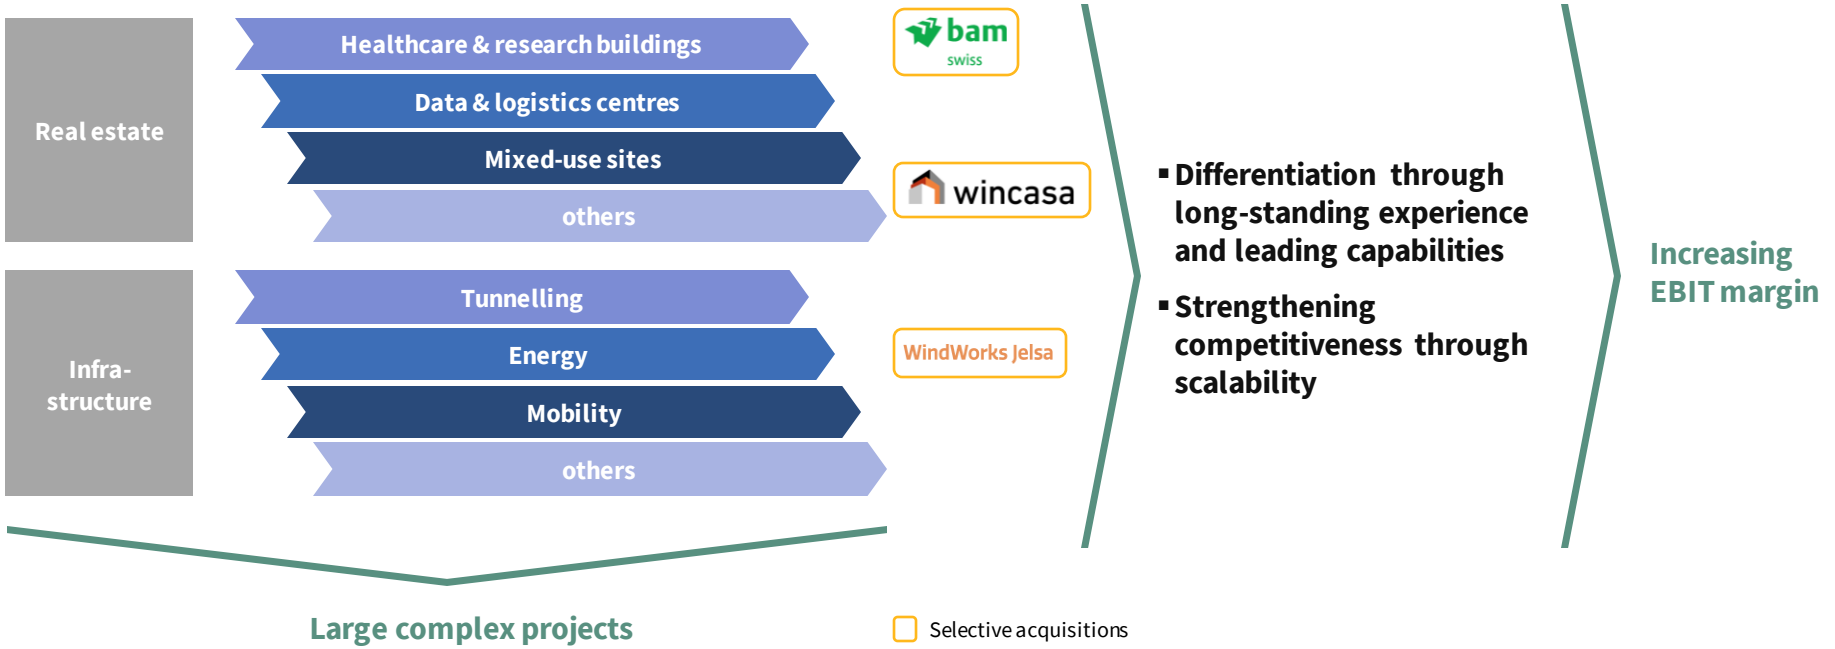 Real estate
Healthcare & research buildings
Data & logistics centres
Mixed-use sites
others
bam
swiss
wincasa
Infra-
structure
Tunnelling
Energy
Mobility
others
WindWorks Jelsa
Large complex projects
Selective acquisitions
▪ Differentiation through
long-standing experience
and leading capabilities
▪ Strengthening
competitiveness through
scalability
Increasing
EBIT margin